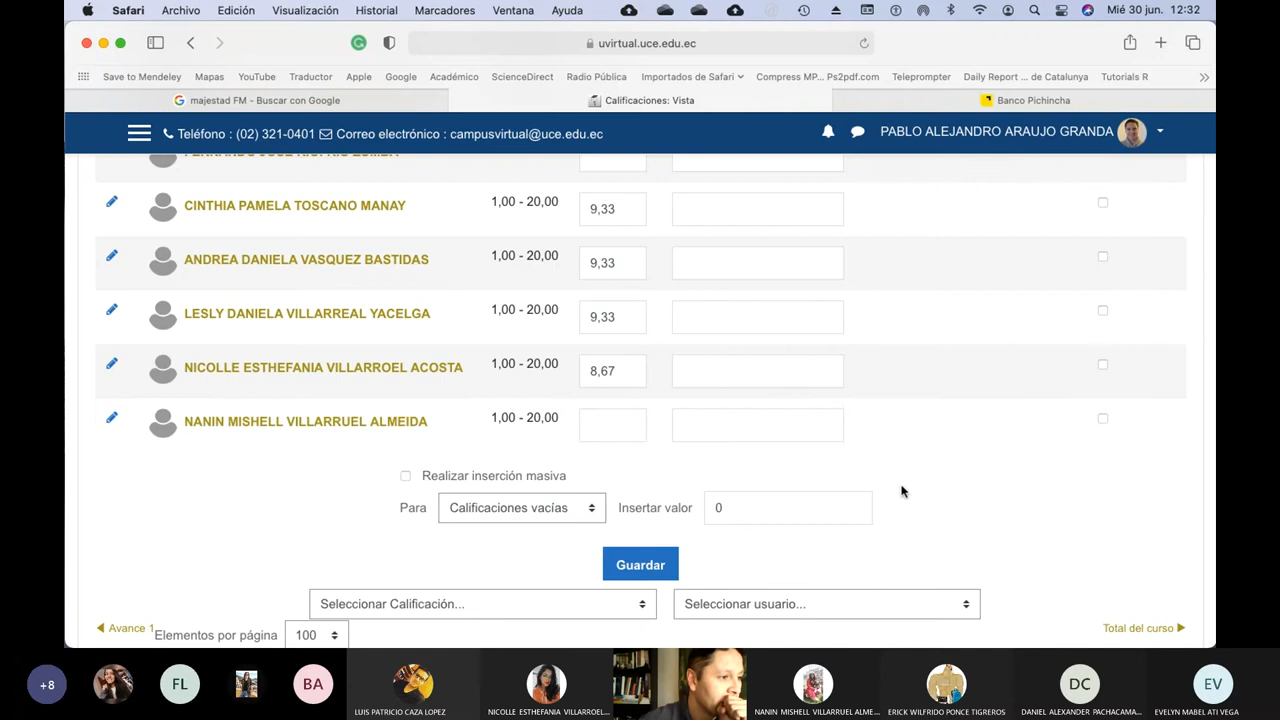 Safari Archivo Edición Visualización Historial Marcadores Ventana Ayuda Mié 30 jun. 12:32
uvirtual.uce.edu.ec
Save to Mendeley Mapas YouTube Traductor Apple Google Académico ScienceDirect Radio Pública Importados de Safari Compress MP... Ps2pdf.com Teleprompter Daily Report ... de Catalunya Tutorials R
majestad FM - Buscar con Google Calificaciones: Vista Banco Pichincha
Teléfono : (02) 321-0401 Correo electrónico : campusvirtual@uce.edu.ec PABLO ALEJANDRO ARAUJO GRANDA
CINTHIA PAMELA TOSCANO MANAY 1,00 - 20,00 9,33
ANDREA DANIELA VASQUEZ BASTIDAS 1,00 - 20,00 9,33
LESLY DANIELA VILLARREAL YACELGA 1,00 - 20,00 9,33
NICOLLE ESTHEFANIA VILLARROEL ACOSTA 1,00 - 20,00 8,67
NANIN MISHELL VILLARRUEL ALMEIDA 1,00 - 20,00
Realizar inserción masiva
Para Calificaciones vacías Insertar valor 0
Guardar
Seleccionar Calificación... Seleccionar usuario...
Avance 1 Elementos por página 100 Total del curso
+8 FL BA DC EV
LUIS PATRICIO CAZA LOPEZ NICOLLE ESTHEFANIA VILLARROEL... NANIN MISHELL VILLARRUEL ALME... ERICK WILFRIDO PONCE TIGREROS DANIEL ALEXANDER PACHACAMA... EVELYN MABEL ATI VEGA